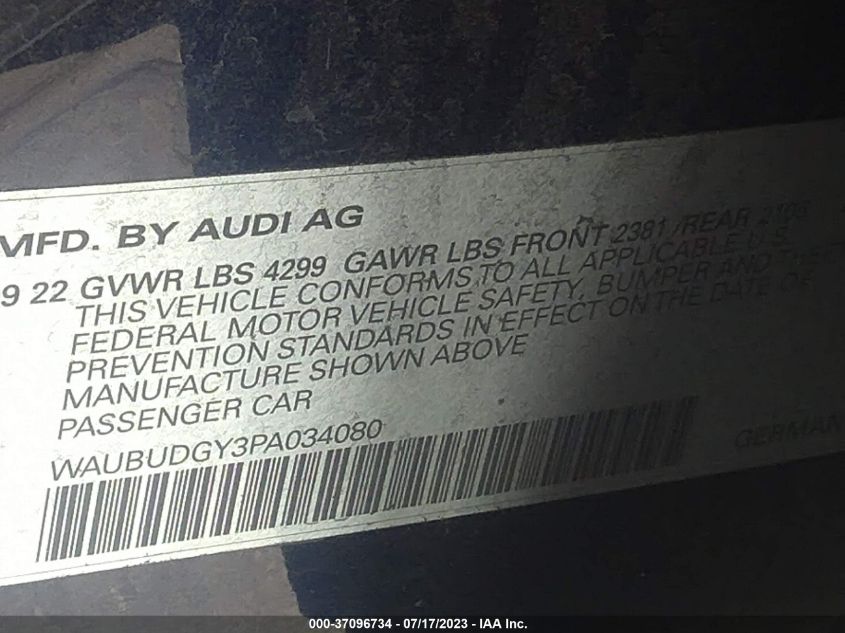 MFD. BY AUDI AG
9 22 GVWR LBS 4299 GAWR LBS FRONT 2381 /REAR
THIS VEHICLE CONFORMS TO ALL APPLICABLE U.S.
FEDERAL MOTOR VEHICLE SAFETY, BUMPER AND
PREVENTION STANDARDS IN EFFECT ON THE DATE OF
MANUFACTURE SHOWN ABOVE
PASSENGER CAR
WAUBUDGY3PA034080
GERMAN
000-37096734 - 07/17/2023 - IAA Inc.